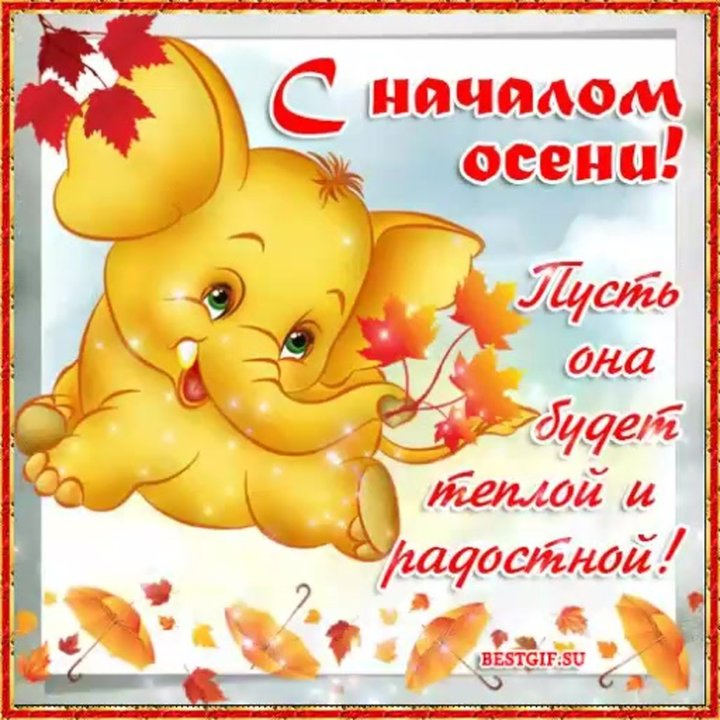 С началом
осени!
Пусть
она
будет
теплой и
радостной!
BESTGIF.SU